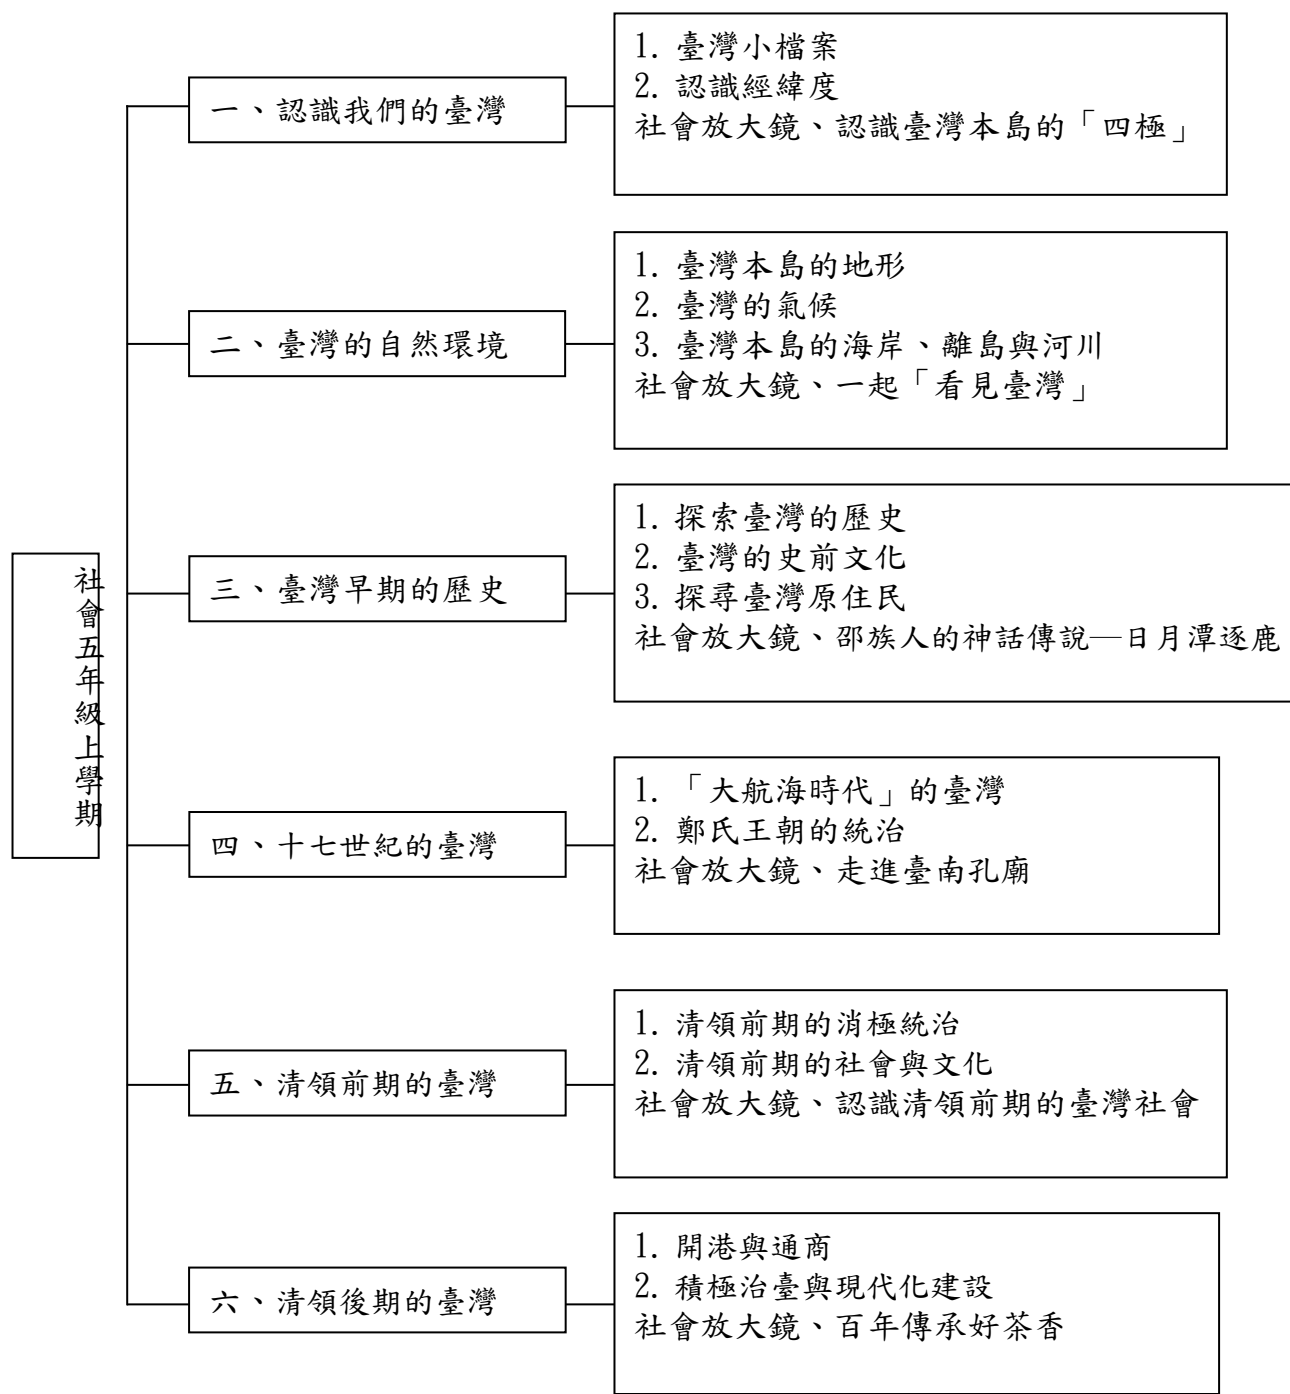 社會五年級上學期
一、認識我們的臺灣
1. 臺灣小檔案
2. 認識經緯度
社會放大鏡、認識臺灣本島的「四極」
二、臺灣的自然環境
1. 臺灣本島的地形
2. 臺灣的氣候
3. 臺灣本島的海岸、離島與河川
社會放大鏡、一起「看見臺灣」
三、臺灣早期的歷史
1. 探索臺灣的歷史
2. 臺灣的史前文化
3. 探尋臺灣原住民
社會放大鏡、邵族人的神話傳說—日月潭逐鹿
四、十七世紀的臺灣
1. 「大航海時代」的臺灣
2. 鄭氏王朝的統治
社會放大鏡、走進臺南孔廟
五、清領前期的臺灣
1. 清領前期的消極統治
2. 清領前期的社會與文化
社會放大鏡、認識清領前期的臺灣社會
六、清領後期的臺灣
1. 開港與通商
2. 積極治臺與現代化建設
社會放大鏡、百年傳承好茶香